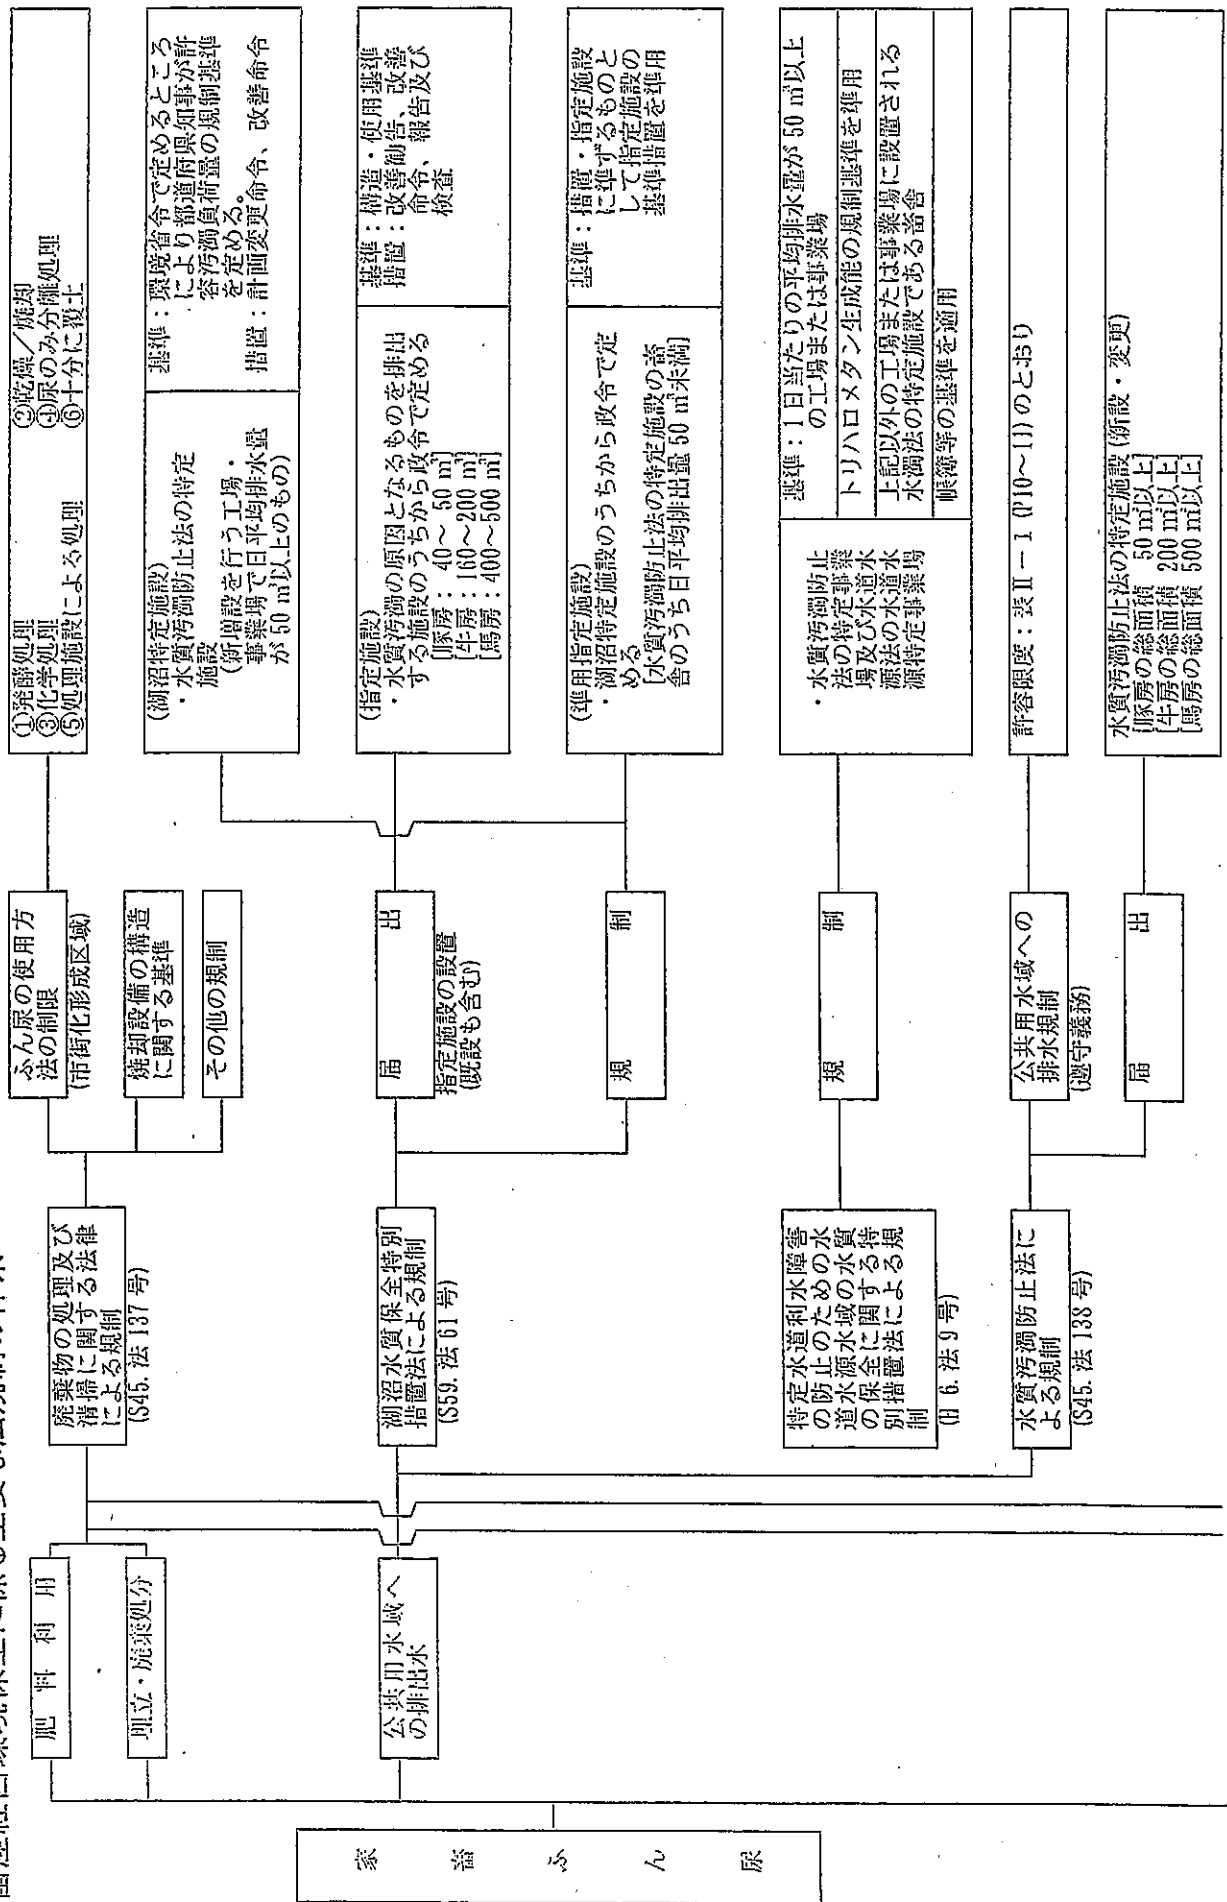 畜産経営環境保全に係る主要な法規制の体系
家畜ふん尿
肥料利用
埋立・廃棄処分
公共用水域へ
の排出水
廃棄物の処理及び
清掃に関する法律
による規制
(S45.法137号)
湖沼水質保全特別
措置法による規制
(S59.法61号)
特定水道利水障害
の防止のための水
道水源水域の水質
の保全に関する特
別措置法による規
制
(H6.法9号)
水質汚濁防止法に
よる規制
(S45.法138号)
ふん尿の使用方
法の制限
(市街化形成区域)
焼却設備の構造
に関する基準
その他の規制
届出
指定施設の設置
(既設も含む)
規制
規制
公共用水域への
排水規制
(遵守義務)
届出
①発酵処理 ②乾燥/焼却
③化学処理 ④尿のみ分離処理
⑤処理施設による処理 ⑥十分に覆土
(湖沼特定施設)
・水質汚濁防止法の特定
施設
(新増設を行う工場・
事業場で日平均排水量
が50㎥以上のもの)
基準:環境省令で定めるところ
により都道府県知事が許
容汚濁負荷量の規制基準
を定める。
措置:計画変更命令、改善命令
(指定施設)
・水質汚濁の原因となるものを排出
する施設のうちから政令で定める
[豚房:40~50㎡]
[牛房:160~200㎡]
[馬房:400~500㎡]
基準:構造・使用基準
措置:改善勧告、改善
命令、報告及び
検査
(準用指定施設)
・湖沼特定施設のうちから政令で定
める
[水質汚濁防止法の特定施設の畜
舎のうち日平均排出量50㎥未満]
基準:措置・指定施設
に準ずるものと
して指定施設の
基準措置を準用
・水質汚濁防止
法の特定事業
場及び水道水
源法の水道水
源特定事業場
基準:1日当たりの平均排水量が50㎥以上
の工場または事業場
トリハロメタン生成能の規制基準を準用
上記以外の工場または事業場に設置される
水濁法の特定施設である畜舎
帳簿等の基準を適用
許容限度:表Ⅱ-1(P10~11)のとおり
水質汚濁防止法の特定施設(新設・変更)
[豚房の総面積 50㎡以上]
[牛房の総面積 200㎡以上]
[馬房の総面積 500㎡以上]